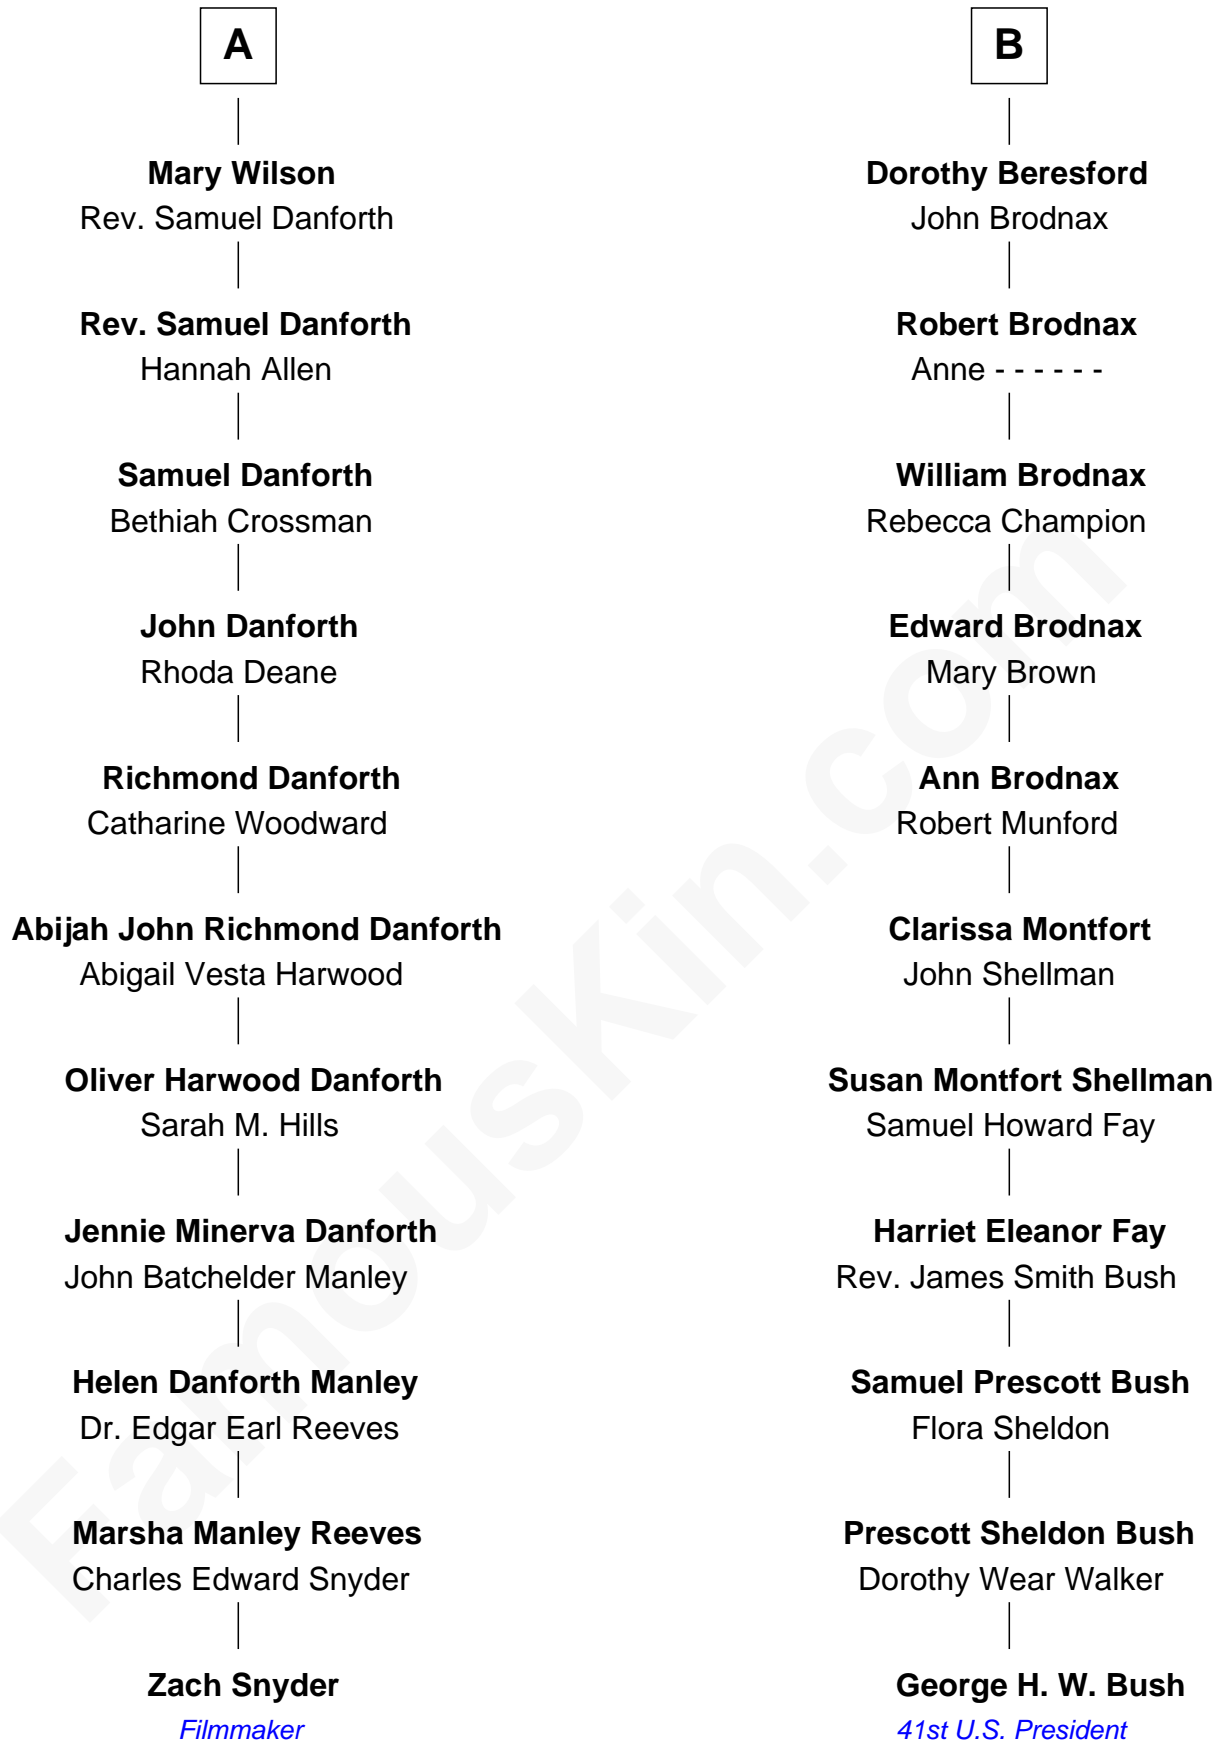 A
Mary Wilson
Rev. Samuel Danforth
Rev. Samuel Danforth
Hannah Allen
Samuel Danforth
Bethiah Crossman
John Danforth
Rhoda Deane
Richmond Danforth
Catharine Woodward
Abijah John Richmond Danforth
Abigail Vesta Harwood
Oliver Harwood Danforth
Sarah M. Hills
Jennie Minerva Danforth
John Batchelder Manley
Helen Danforth Manley
Dr. Edgar Earl Reeves
Marsha Manley Reeves
Charles Edward Snyder
Zach Snyder
Filmmaker
B
Dorothy Beresford
John Brodnax
Robert Brodnax
Anne - - - - - -
William Brodnax
Rebecca Champion
Edward Brodnax
Mary Brown
Ann Brodnax
Robert Munford
Clarissa Montfort
John Shellman
Susan Montfort Shellman
Samuel Howard Fay
Harriet Eleanor Fay
Rev. James Smith Bush
Samuel Prescott Bush
Flora Sheldon
Prescott Sheldon Bush
Dorothy Wear Walker
George H. W. Bush
41st U.S. President
FamousKin.com